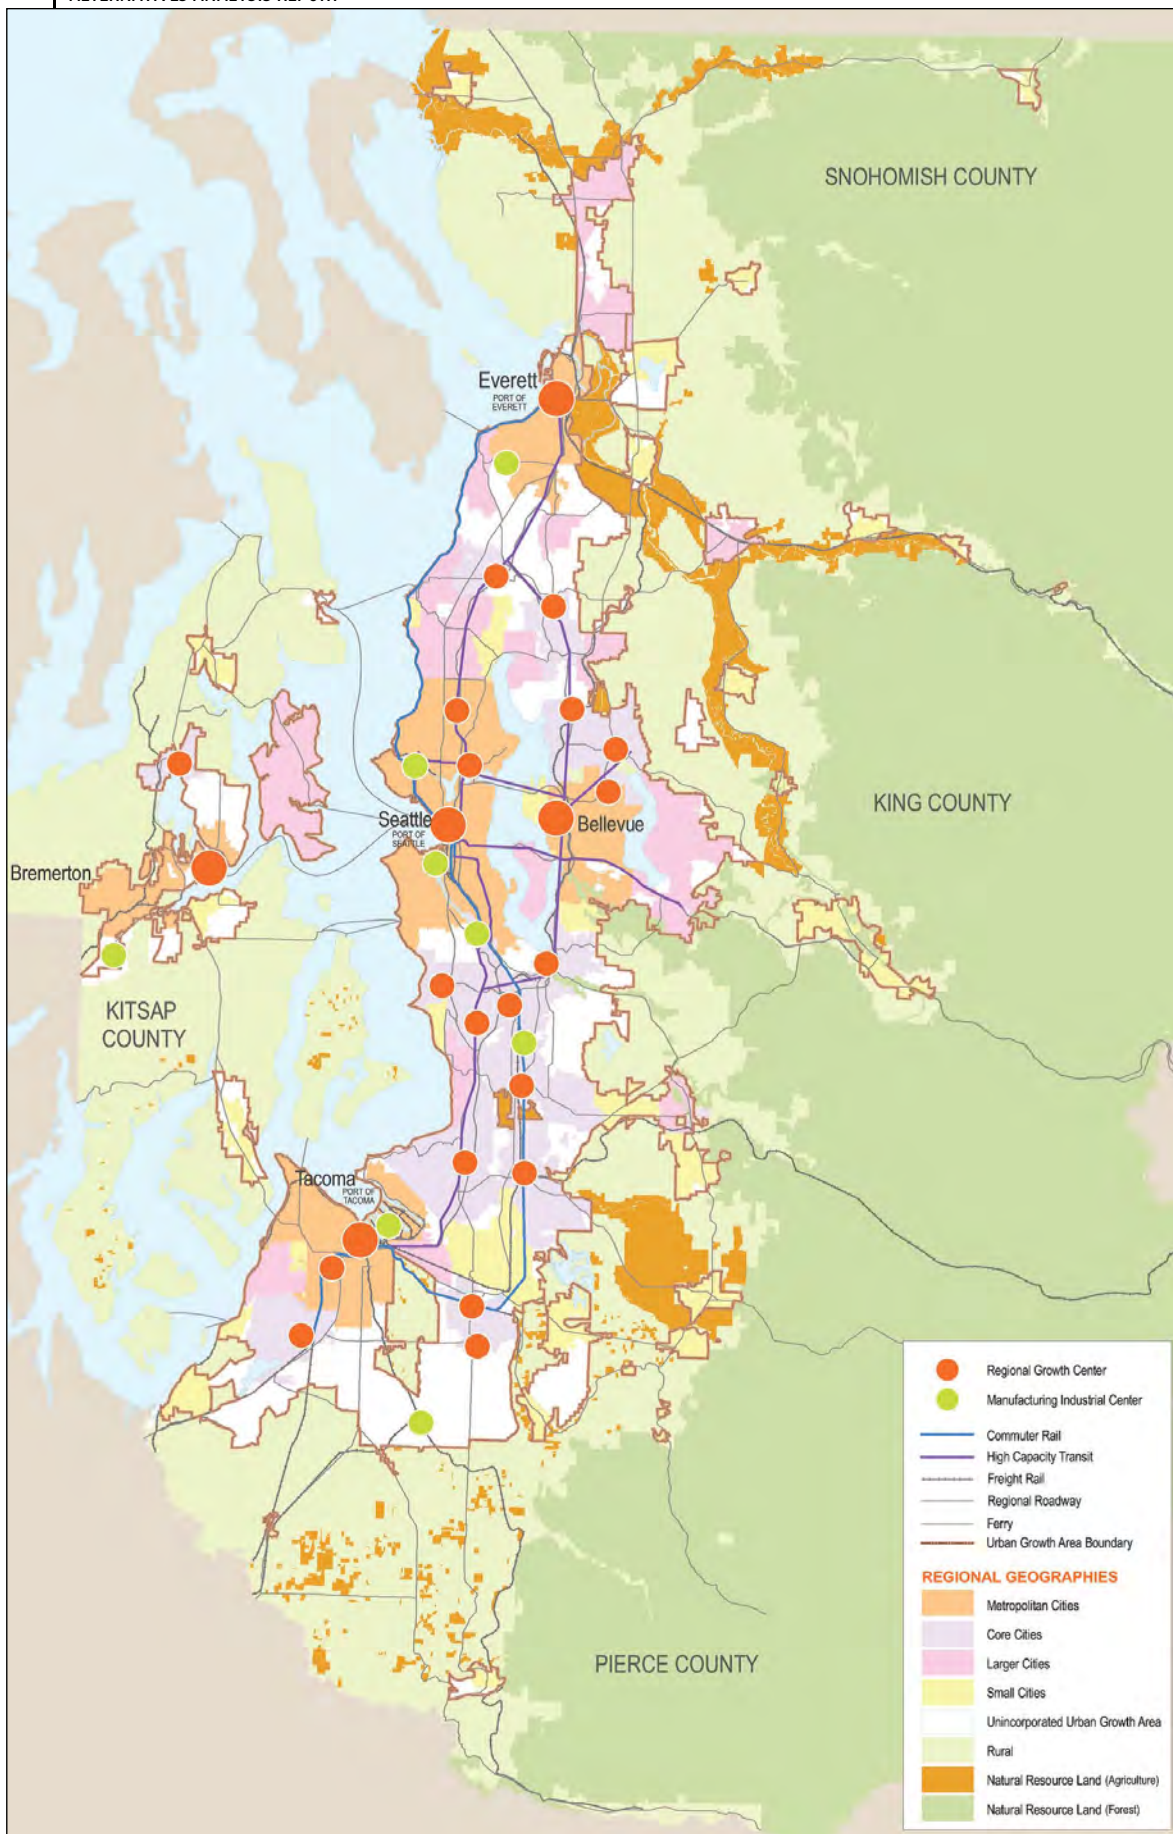 ALTERNATIVES ANALYSIS REPORT
SNOHOMISH COUNTY
Everett
PORT OF
EVERETT
KING COUNTY
Seattle
PORT OF
SEATTLE
Bellevue
Bremerton
KITSAP
COUNTY
Tacoma
PORT OF
TACOMA
PIERCE COUNTY
Regional Growth Center
Manufacturing Industrial Center
Commuter Rail
High Capacity Transit
Freight Rail
Regional Roadway
Ferry
Urban Growth Area Boundary
REGIONAL GEOGRAPHIES
Metropolitan Cities
Core Cities
Larger Cities
Small Cities
Unincorporated Urban Growth Area
Rural
Natural Resource Land (Agriculture)
Natural Resource Land (Forest)